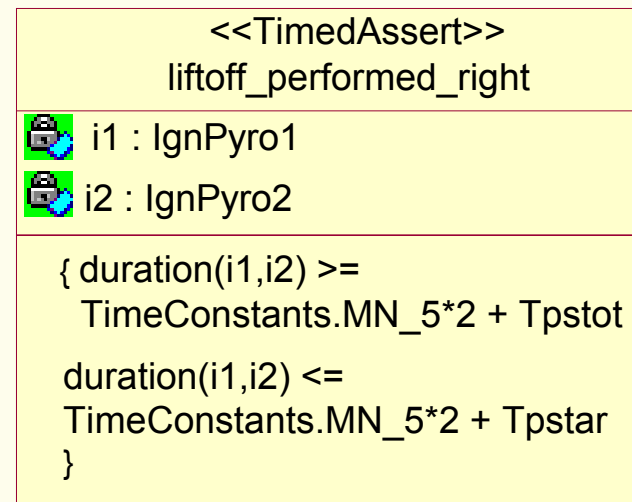 <<TimedAssert>>
liftoff_performed_right
i1 : IgnPyro1
i2 : IgnPyro2
{ duration(i1,i2) >=
TimeConstants.MN_5*2 + Tpstot
duration(i1,i2) <=
TimeConstants.MN_5*2 + Tpstar
}